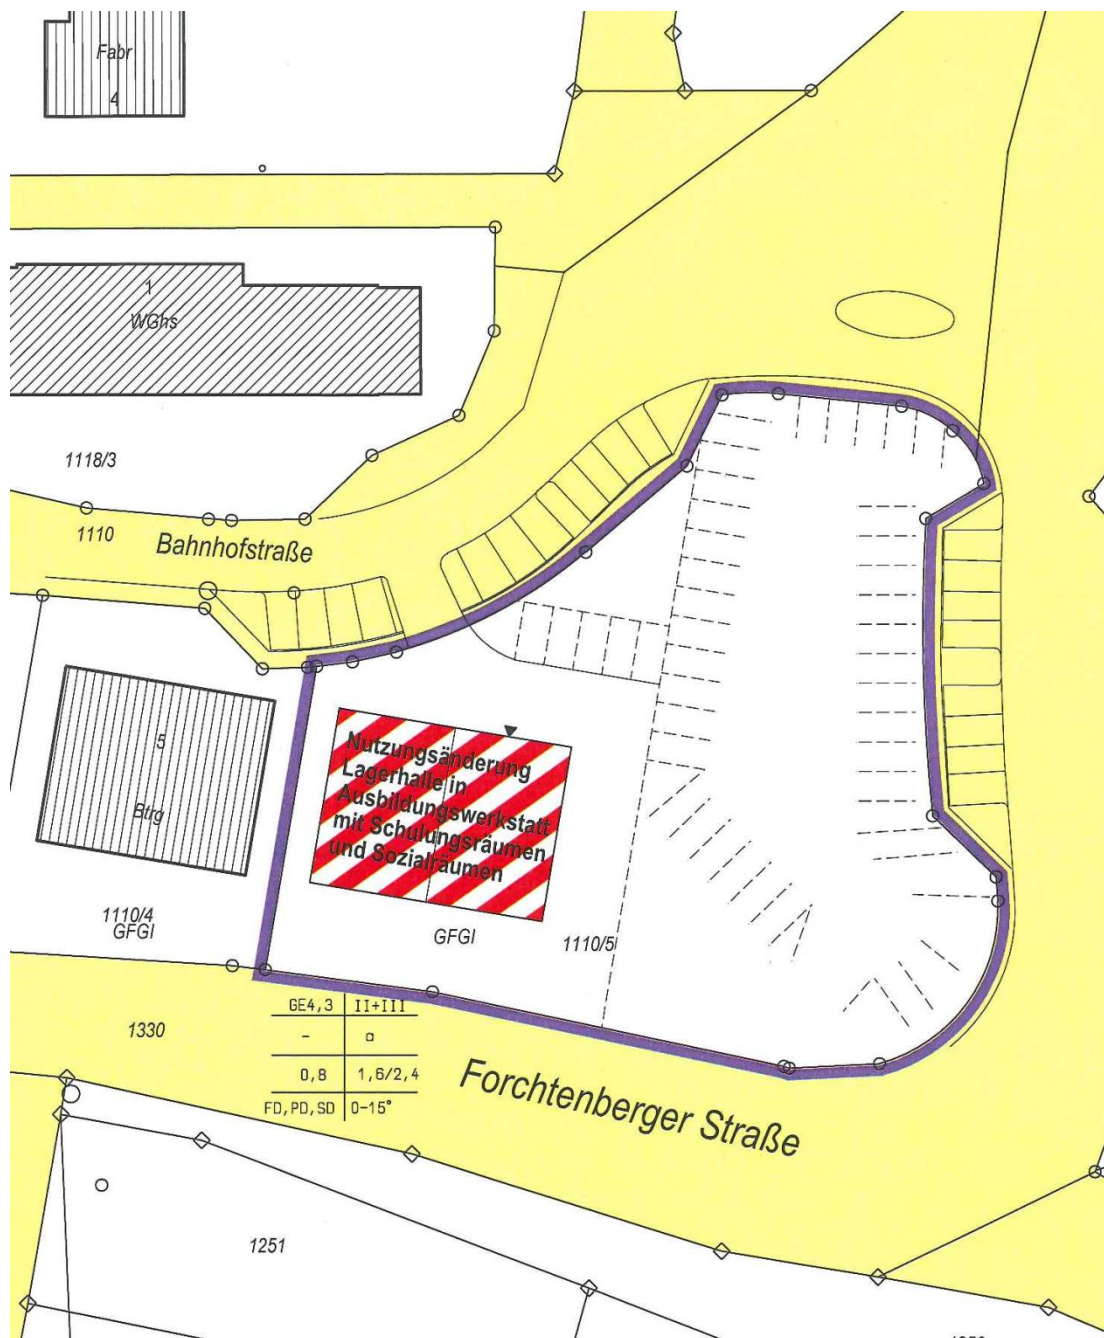 Fabr
4
1
WGhs
1118/3
1110
Bahnhofstraße
5
Btrg
Nutzungsänderung
Lagerhalle in
Ausbildungswerkstatt
mit Schulungsräumen
und Sozialräumen
1110/4
GFGI
GFGI
1110/5
1330
GE4,3 II+III
- a
0,8 1,6/2,4
FD,PD,SD 0-15°
Forchtenberger Straße
1251